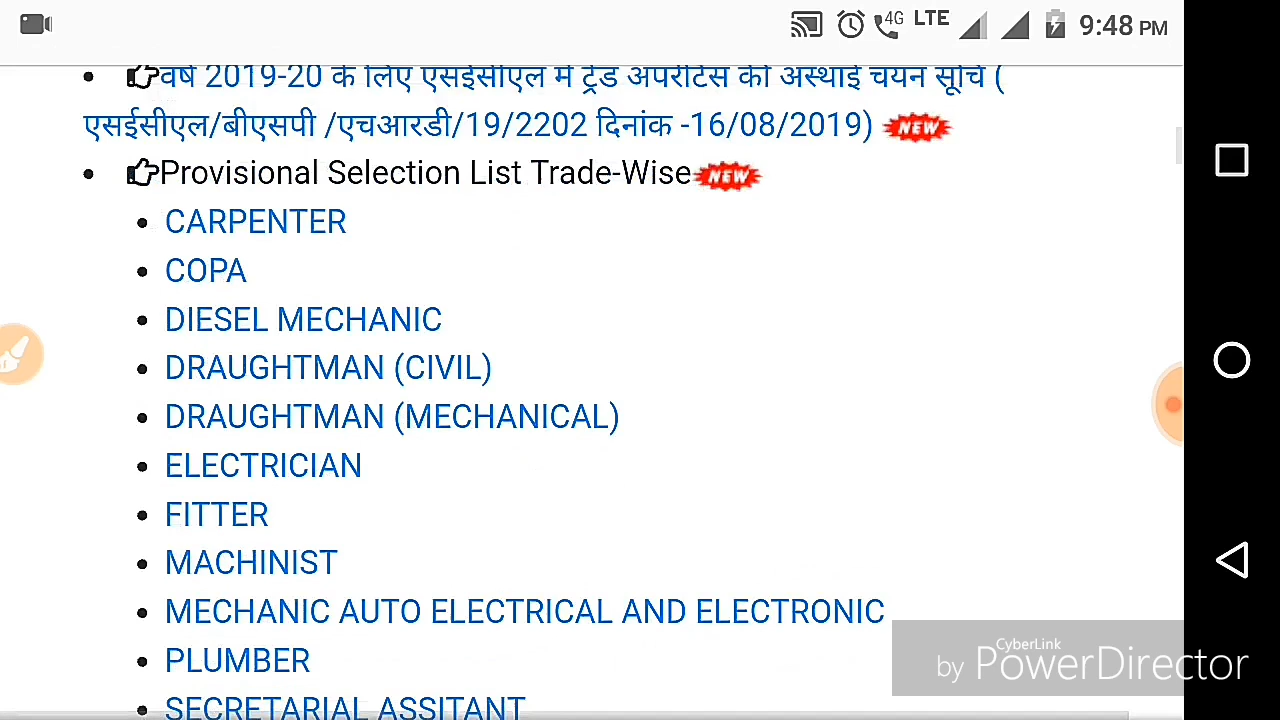 4G LTE 9:48 PM
वर्ष 2019-20 के लिए एसईसीएल में ट्रेड अपरेंटिस की अस्थाई चयन सूचि (
एसईसीएल/बीएसपी /एचआरडी/19/2202 दिनांक -16/08/2019) NEW
Provisional Selection List Trade-Wise NEW
CARPENTER
COPA
DIESEL MECHANIC
DRAUGHTMAN (CIVIL)
DRAUGHTMAN (MECHANICAL)
ELECTRICIAN
FITTER
MACHINIST
MECHANIC AUTO ELECTRICAL AND ELECTRONIC
PLUMBER
SECRETARIAL ASSITANT
CyberLink
by PowerDirector